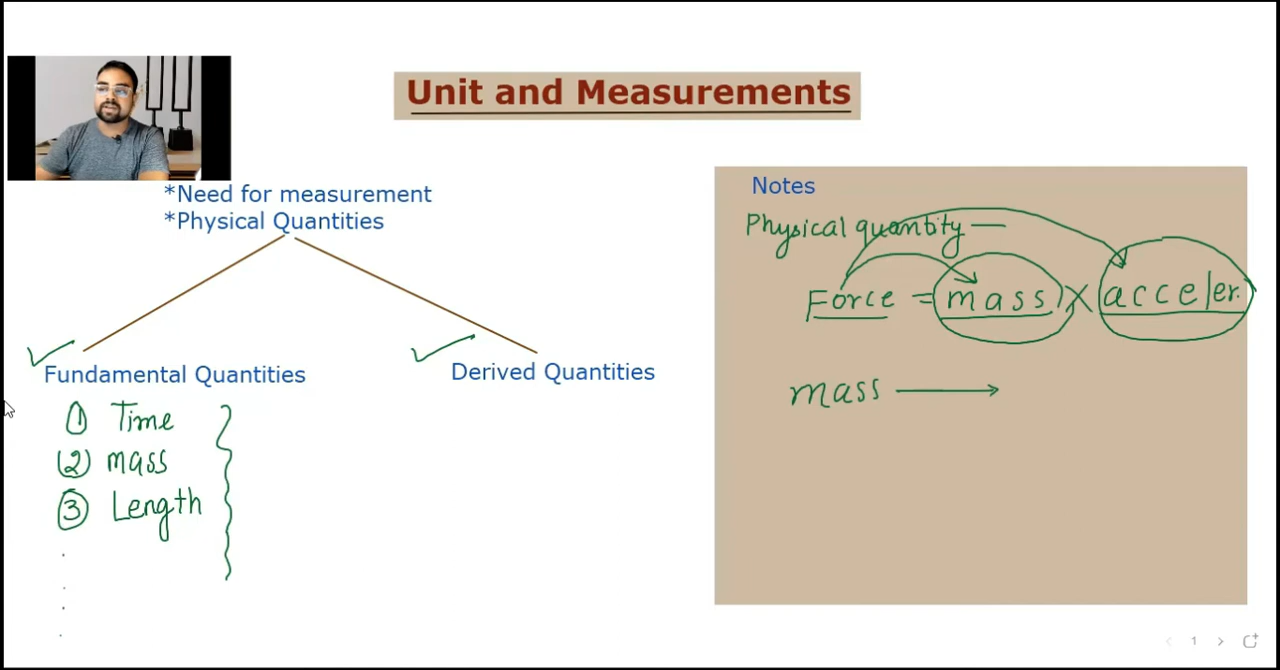 Unit and Measurements
*Need for measurement
*Physical Quantities
Fundamental Quantities
Derived Quantities
① Time
② mass
③ Length
Notes
Physical quantity —
Force = mass × acceler.
mass →
1